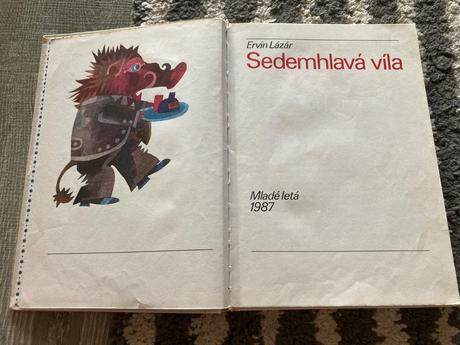 Ervin Lázár
Sedemhlavá víla
Mladé letá
1987